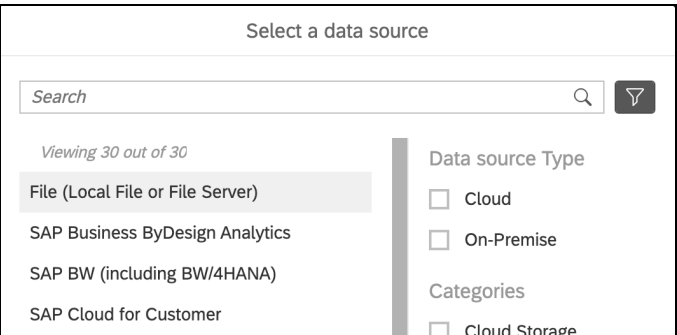 Select a data source
Search
Viewing 30 out of 30
File (Local File or File Server)
SAP Business ByDesign Analytics
SAP BW (including BW/4HANA)
SAP Cloud for Customer
Data source Type
Cloud
On-Premise
Categories
Cloud Storage